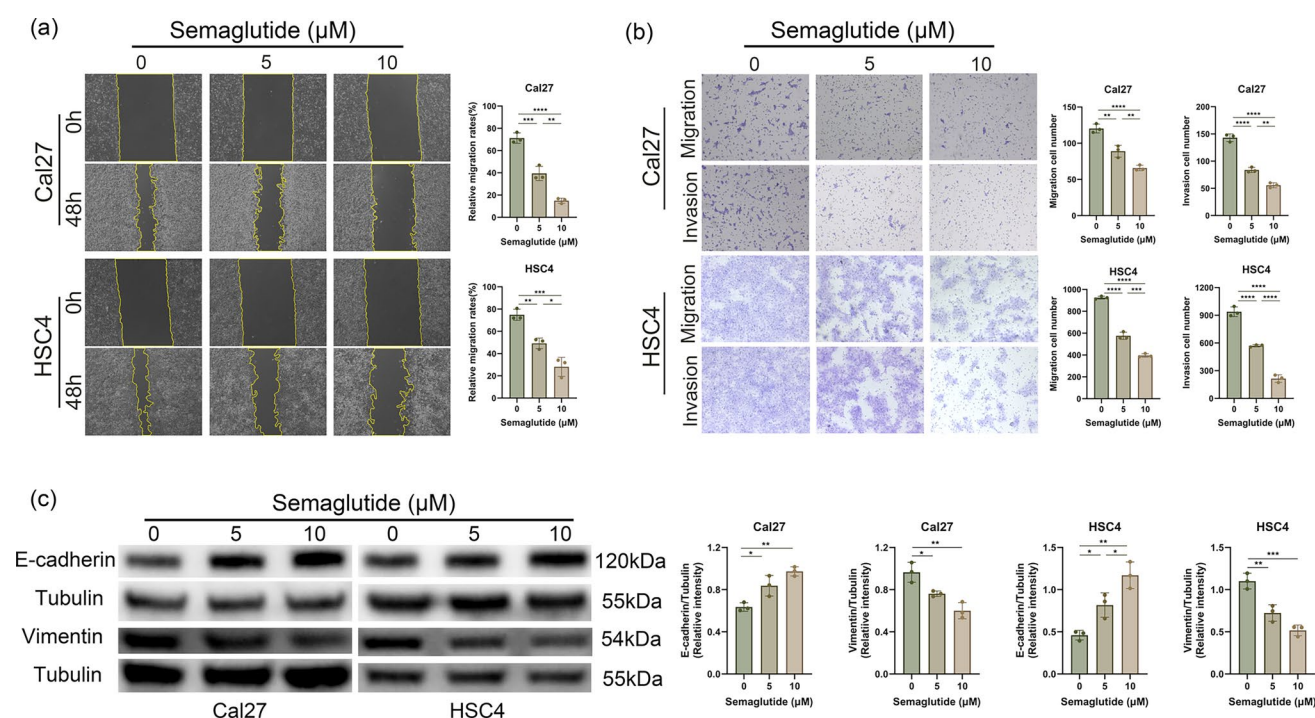 (a)
Semaglutide (µM)
0 5 10
Cal27
0h
48h
HSC4
0h
48h
Cal27
Relative migration rates(%)
100
80
60
40
20
0
****
*** **
0 5 10
Semaglutide (µM)
HSC4
Relative migration rates(%)
100
80
60
40
20
0
***
** *
0 5 10
Semaglutide (µM)
(b)
Semaglutide (µM)
0 5 10
Cal27
Migration
Invasion
HSC4
Migration
Invasion
Cal27
Migration cell number
150
100
50
0
****
** **
0 5 10
Semaglutide (µM)
Cal27
Invasion cell number
200
150
100
50
0
****
**** **
0 5 10
Semaglutide (µM)
HSC4
Migration cell number
1000
800
600
400
200
0
****
**** ***
0 5 10
Semaglutide (µM)
HSC4
Invasion cell number
1200
900
600
300
0
****
**** ****
0 5 10
Semaglutide (µM)
(c)
Semaglutide (µM)
0 5 10 0 5 10
E-cadherin 120kDa
Tubulin 55kDa
Vimentin 54kDa
Tubulin 55kDa
Cal27 HSC4
Cal27
E-cadherin/Tubulin
(Relative intensity)
1.2
0.9
0.6
0.3
0.0
**
*
0 5 10
Semaglutide (µM)
Cal27
Vimentin/Tubulin
(Relatiive intensity)
1.2
0.8
0.4
0.0
**
*
0 5 10
Semaglutide (µM)
HSC4
E-cadherin/Tubulin
(Relatiive intensity)
1.5
1.0
0.5
0.0
**
* *
0 5 10
Semaglutide (µM)
HSC4
Vimentin/Tubulin
(Relatiive intensity)
1.5
1.0
0.5
0.0
***
**
0 5 10
Semaglutide (µM)